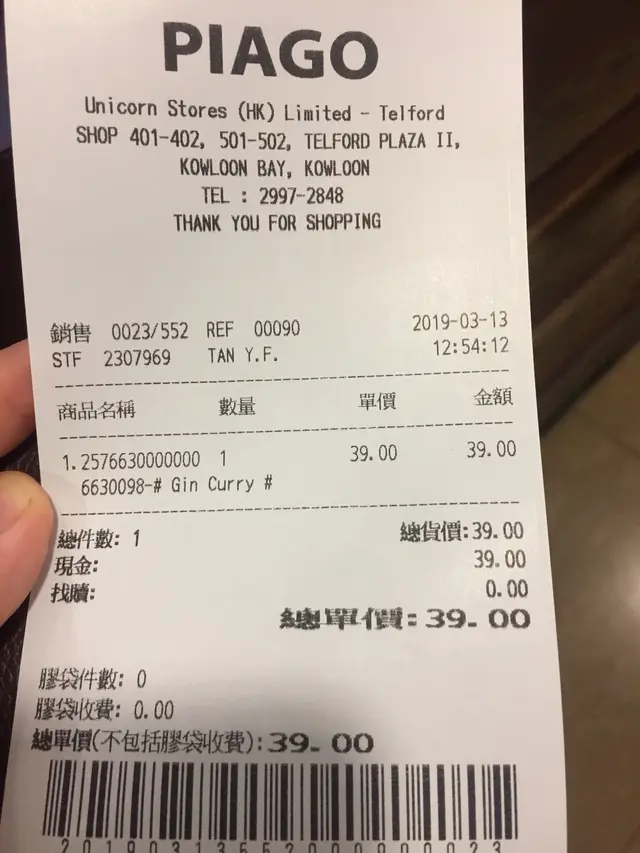 PIAGO
Unicorn Stores (HK) Limited - Telford
SHOP 401-402, 501-502, TELFORD PLAZA II,
KOWLOON BAY, KOWLOON
TEL : 2997-2848
THANK YOU FOR SHOPPING
銷售 0023/552 REF 00090 2019-03-13
STF 2307969 TAN Y.F. 12:54:12
商品名稱 數量 單價 金額
1.2576630000000 1 39.00 39.00
6630098-# Gin Curry #
總件數: 1 總貨價:39.00
現金: 39.00
找贖: 0.00
總單價:39.00
膠袋件數: 0
膠袋收費: 0.00
總單價(不包括膠袋收費):39.00